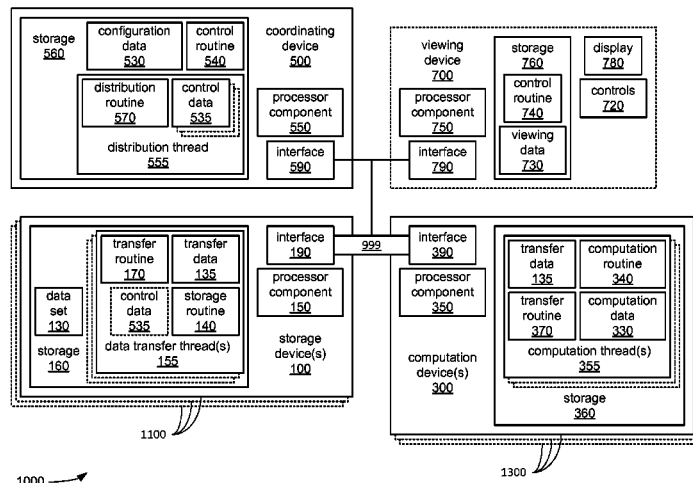 storage
560
configuration
data
530
control
routine
540
coordinating
device
500
distribution
routine
570
control
data
535
distribution thread
555
processor
component
550
interface
590
viewing
device
700
processor
component
750
interface
790
storage
760
control
routine
740
viewing
data
730
display
780
controls
720
data
set
130
storage
160
transfer
routine
170
transfer
data
135
control
data
535
storage
routine
140
data transfer thread(s)
155
interface
190
processor
component
150
storage
device(s)
100
999
interface
390
processor
component
350
computation
device(s)
300
transfer
data
135
computation
routine
340
transfer
routine
370
computation
data
330
computation thread(s)
355
storage
360
1100
1300
1000